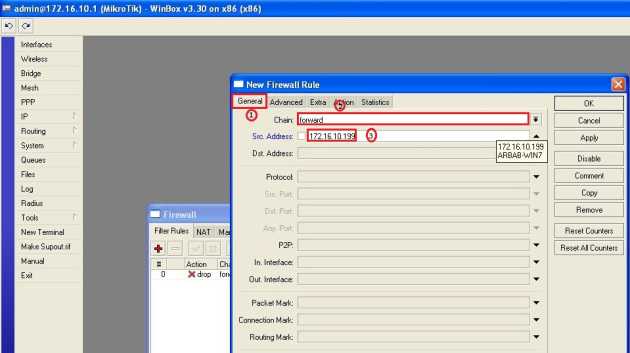 admin@172.16.10.1 (MikroTik) - WinBox v3.30 on x86 (x86)
Interfaces
Wireless
Bridge
Mesh
PPP
IP
Routing
System
Queues
Files
Log
Radius
Tools
New Terminal
Make Supout.rif
Manual
Exit
Firewall
Filter Rules NAT
# Action
0 drop
New Firewall Rule
General Advanced Extra Action Statistics
1 2
Chain: forward
Src. Address: 172.16.10.199 3
172.16.10.199
ARBAB-WIN7
Dst. Address:
Protocol:
Src. Port:
Dst. Port:
Any. Port:
P2P:
In. Interface:
Out. Interface:
Packet Mark:
Connection Mark:
Routing Mark:
OK
Cancel
Apply
Disable
Comment
Copy
Remove
Reset Counters
Reset All Counters